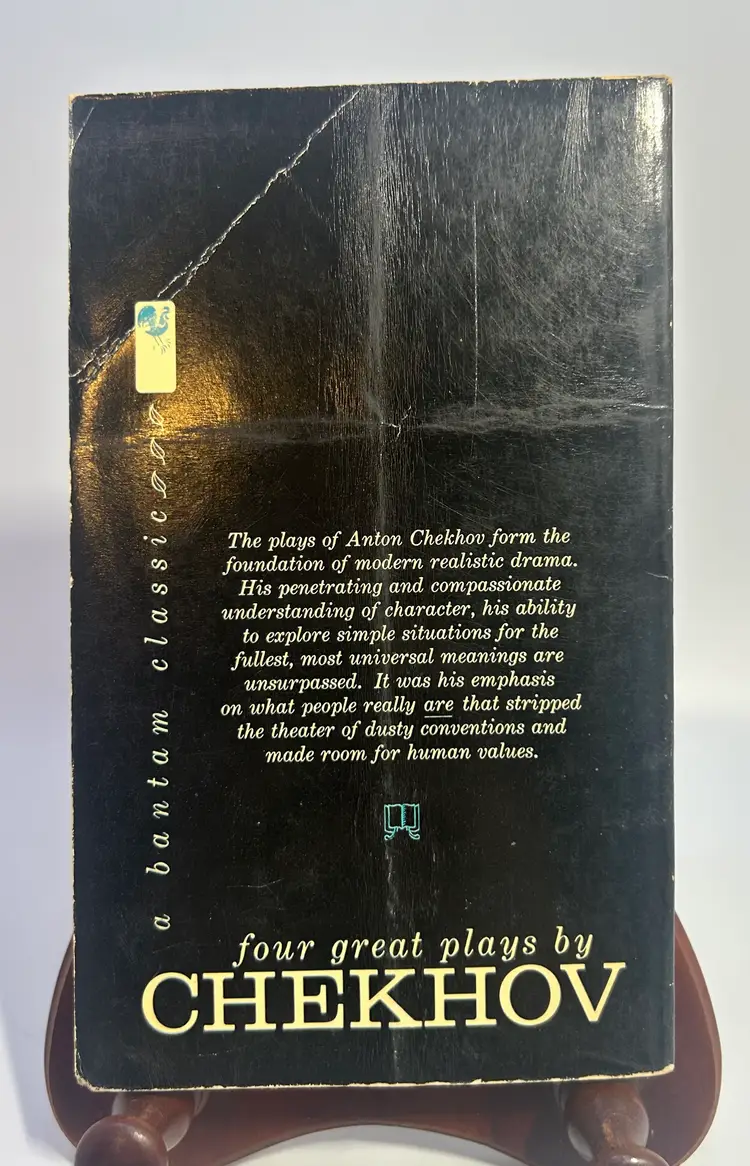 a bantam classic
The plays of Anton Chekhov form the
foundation of modern realistic drama.
His penetrating and compassionate
understanding of character, his ability
to explore simple situations for the
fullest, most universal meanings are
unsurpassed. It was his emphasis
on what people really are that stripped
the theater of dusty conventions and
made room for human values.
four great plays by
CHEKHOV